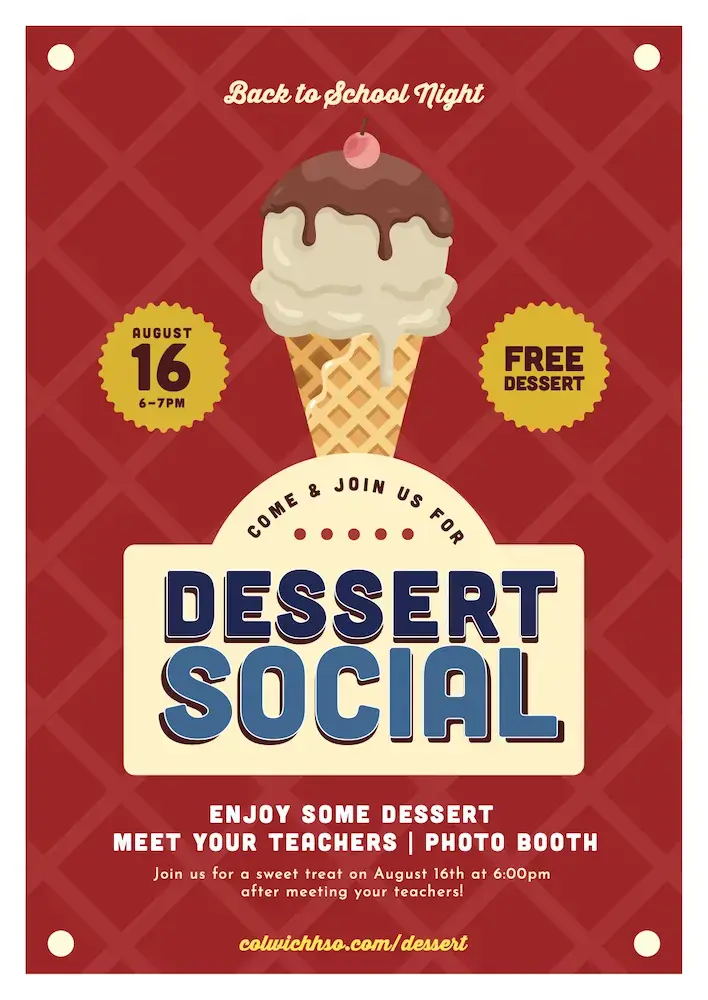 Back to School Night
AUGUST
16
6-7PM
FREE
DESSERT
COME & JOIN US FOR
DESSERT
SOCIAL
ENJOY SOME DESSERT
MEET YOUR TEACHERS | PHOTO BOOTH
Join us for a sweet treat on August 16th at 6:00pm
after meeting your teachers!
colwichhso.com/dessert